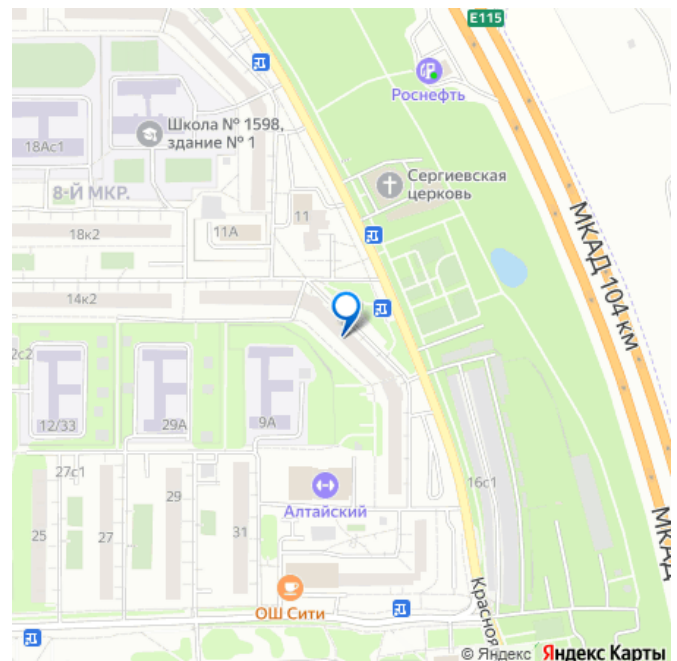 E115
Роснефть
Школа № 1598,
здание № 1
18Ас1
Сергиевская
церковь
8-Й МКР.
11
11А
18к2
МКАД 104 км
14к2
2с2
12/33
29А
9А
27с1
29
16с1
Алтайский
25
27
31
МКАД
ОШ Сити
Красноя
© Яндекс Яндекс Карты